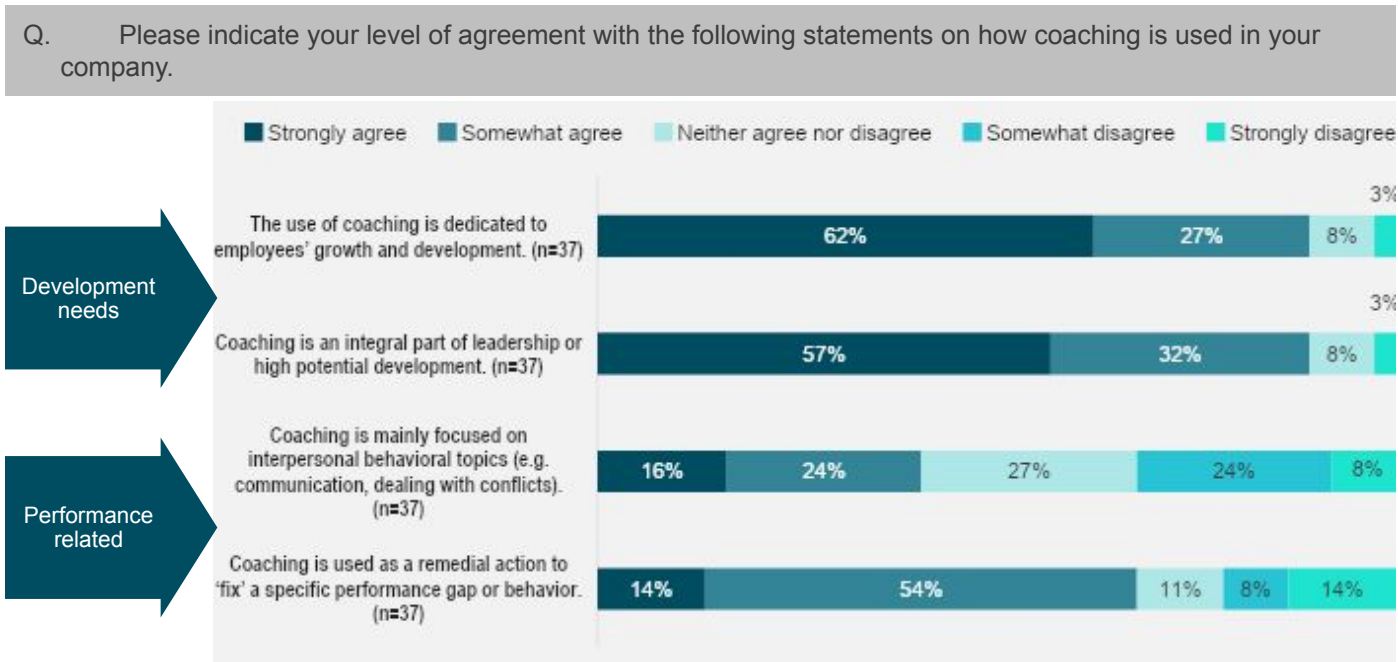 Q. Please indicate your level of agreement with the following statements on how coaching is used in your
company.
Strongly agree Somewhat agree Neither agree nor disagree Somewhat disagree Strongly disagree
Development
needs
The use of coaching is dedicated to
employees' growth and development. (n=37)
62% 27% 8% 3%
Coaching is an integral part of leadership or
high potential development. (n=37)
57% 32% 8% 3%
Performance
related
Coaching is mainly focused on
interpersonal behavioral topics (e.g.
communication, dealing with conflicts).
(n=37)
16% 24% 27% 24% 8%
Coaching is used as a remedial action to
'fix' a specific performance gap or behavior.
(n=37)
14% 54% 11% 8% 14%